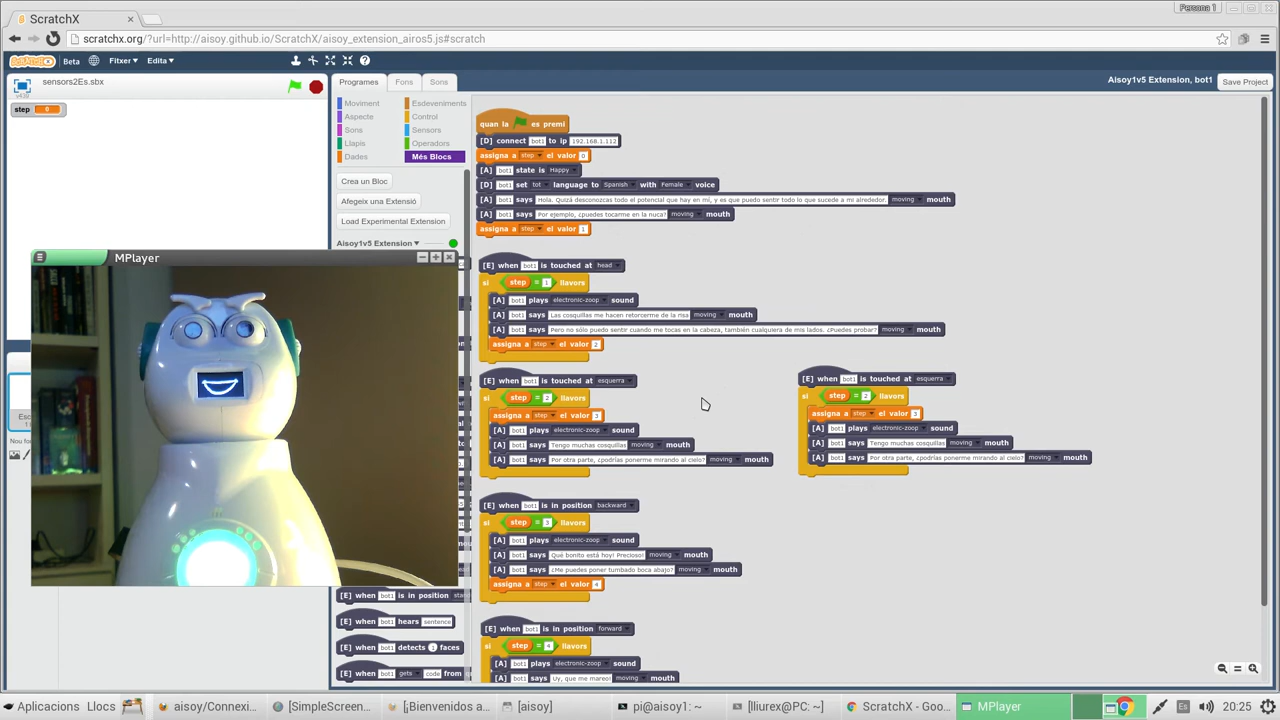 Persona 1
ScratchX
scratchx.org/?url=http://aisoy.github.io/ScratchX/aisoy_extension_airos5.js#scratch
Beta Fitxer Edita
sensors2Es.sbx
v439
step 0
Programes Fons Sons
Aisoy1v5 Extension, bot1 Save Project
Moviment Esdeveniments
Aspecte Control
Sons Sensors
Llapis Operadors
Dades Més Blocs
Crea un Bloc
Afegeix una Extensió
Load Experimental Extension
Aisoy1v5 Extension
quan la es premi
[D] connect bot1 to ip 192.168.1.112
assigna a step el valor 0
[A] bot1 state is Happy
[D] bot1 set tot language to Spanish with Female voice
[A] bot1 says Hola. Quizá desconozcas todo el potencial que hay en mí, y es que puedo sentir todo lo que sucede a mi alrededor. moving mouth
[A] bot1 says Por ejemplo, ¿puedes tocarme en la nuca? moving mouth
assigna a step el valor 1
[E] when bot1 is touched at head
si step = 1 llavors
[A] bot1 plays electronic-zoop sound
[A] bot1 says Las cosquillas me hacen retorcerme de la risa moving mouth
[A] bot1 says Pero no sólo puedo sentir cuando me tocas en la cabeza, también cualquiera de mis lados. ¿Puedes probar? moving mouth
assigna a step el valor 2
[E] when bot1 is touched at esquerra
si step = 2 llavors
assigna a step el valor 3
[A] bot1 plays electronic-zoop sound
[A] bot1 says Tengo muchas cosquillas moving mouth
[A] bot1 says Por otra parte, ¿podrías ponerme mirando al cielo? moving mouth
[E] when bot1 is touched at esquerra
si step = 2 llavors
assigna a step el valor 3
[A] bot1 plays electronic-zoop sound
[A] bot1 says Tengo muchas cosquillas moving mouth
[A] bot1 says Por otra parte, ¿podrías ponerme mirando al cielo? moving mouth
[E] when bot1 is in position backward
si step = 3 llavors
[A] bot1 plays electronic-zoop sound
[A] bot1 says Qué bonito está hoy! Precioso! moving mouth
[A] bot1 says ¿Me puedes poner tumbado boca abajo? moving mouth
assigna a step el valor 4
[E] when bot1 is in position forward
si step = 4 llavors
[A] bot1 plays electronic-zoop sound
[A] bot1 says Uy, que me mareo! moving mouth
MPlayer
Nou
[E] when bot1 is in position
[E] when bot1 hears sentence
[E] when bot1 detects faces
[E] when bot1 gets code from
Aplicacions Llocs aisoy/Connexi... [SimpleScreen... [¡Bienvenidos a... [aisoy] pi@aisoy1: ~ [lliurex@PC: ~] ScratchX - Goo... MPlayer Es 20:25